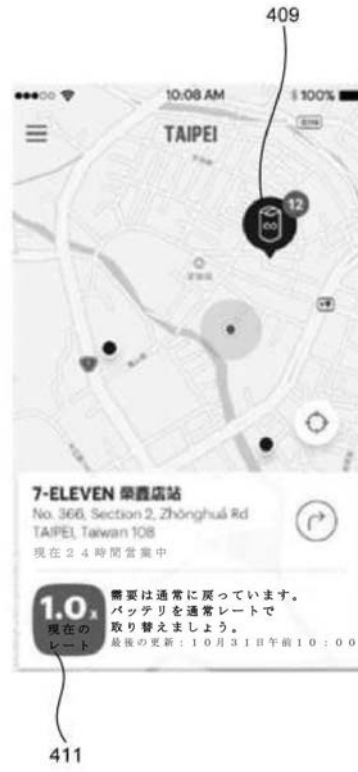 409
10:08 AM
100%
TAIPEI
12
7-ELEVEN 榮鑫店站
No. 366, Section 2, Zhōnghuá Rd
TAIPEI, Taiwan 108
現在24時間営業中
1.0x
現在の
レート
需要は通常に戻っています。
バッテリを通常レートで
取り替えましょう。
最後の更新:10月31日午前10:00
411